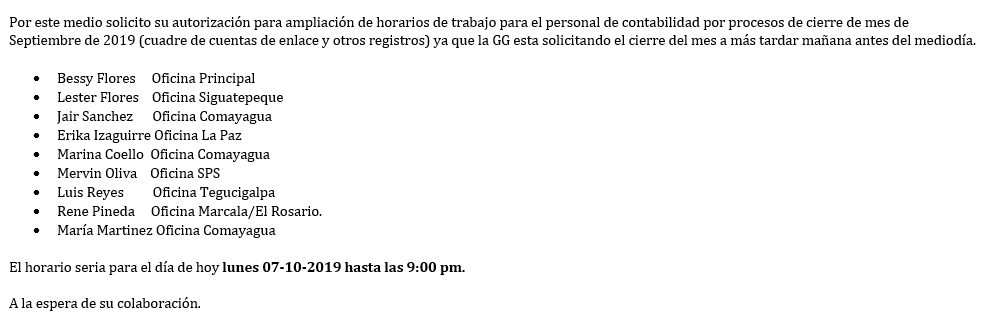 Por este medio solicito su autorización para ampliación de horarios de trabajo para el personal de contabilidad por procesos de cierre de mes de
Septiembre de 2019 (cuadre de cuentas de enlace y otros registros) ya que la GG esta solicitando el cierre del mes a más tardar mañana antes del mediodía.
• Bessy Flores Oficina Principal
• Lester Flores Oficina Siguatepeque
• Jair Sanchez Oficina Comayagua
• Erika Izaguirre Oficina La Paz
• Marina Coello Oficina Comayagua
• Mervin Oliva Oficina SPS
• Luis Reyes Oficina Tegucigalpa
• Rene Pineda Oficina Marcala/El Rosario.
• María Martinez Oficina Comayagua
El horario seria para el día de hoy lunes 07-10-2019 hasta las 9:00 pm.
A la espera de su colaboración.